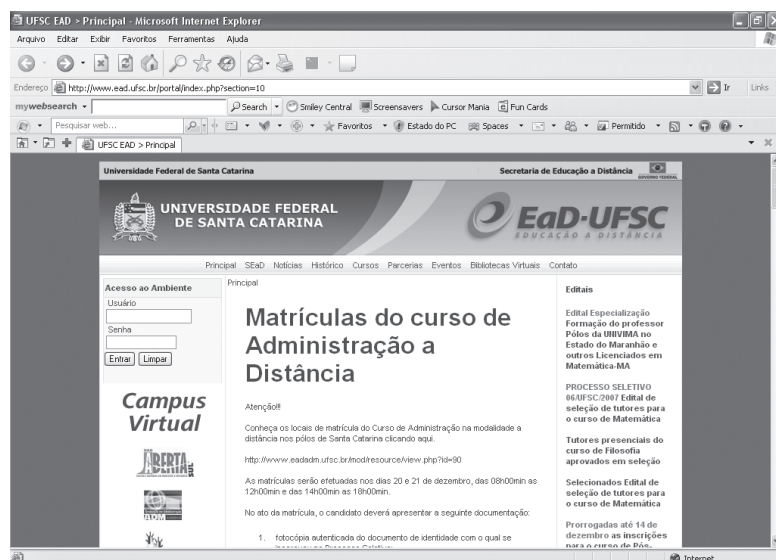 UFSC EAD > Principal - Microsoft Internet Explorer
Arquivo Editar Exibir Favoritos Ferramentas Ajuda
Endereço http://www.ead.ufsc.br/portal/index.php?section=10 Ir Links
mywebsearch Search Smiley Central Screensavers Cursor Mania Fun Cards
Pesquisar web... Favoritos Estado do PC Spaces Permitido
UFSC EAD > Principal
Universidade Federal de Santa Catarina Secretaria de Educação a Distância
GOVERNO FEDERAL
UNIVERSIDADE FEDERAL
DE SANTA CATARINA
EaD-UFSC
EDUCAÇÃO A DISTÂNCIA
Principal SEaD Notícias Histórico Cursos Parcerias Eventos Bibliotecas Virtuais Contato
Acesso ao Ambiente
Usuário
Senha
Entrar Limpar
Campus
Virtual
ABERTA
SUL
ADM
Principal
Matrículas do curso de
Administração a
Distância
Atenção!!!
Conheça os locais de matrícula do Curso de Administração na modalidade a
distância nos pólos de Santa Catarina clicando aqui.
http://www.eadadm.ufsc.br/mod/resource/view.php?id=90
As matrículas serão efetuadas nos dias 20 e 21 de dezembro, das 08h00min as
12h00min e das 14h00min as 18h00min.
No ato da matrícula, o candidato deverá apresentar a seguinte documentação:
1. fotocópia autenticada do documento de identidade com o qual se
Editais
Edital Especialização
Formação do professor
Pólos da UNIVIMA no
Estado do Maranhão e
outros Licenciados em
Matemática-MA
PROCESSO SELETIVO
06/UFSC/2007 Edital de
seleção de tutores para
o curso de Matemática
Tutores presenciais do
curso de Filosofia
aprovados em seleção
Selecionados Edital de
seleção de tutores para
o curso de Matemática
Prorrogadas até 14 de
dezembro as inscrições
para o curso de Pós-
Internet